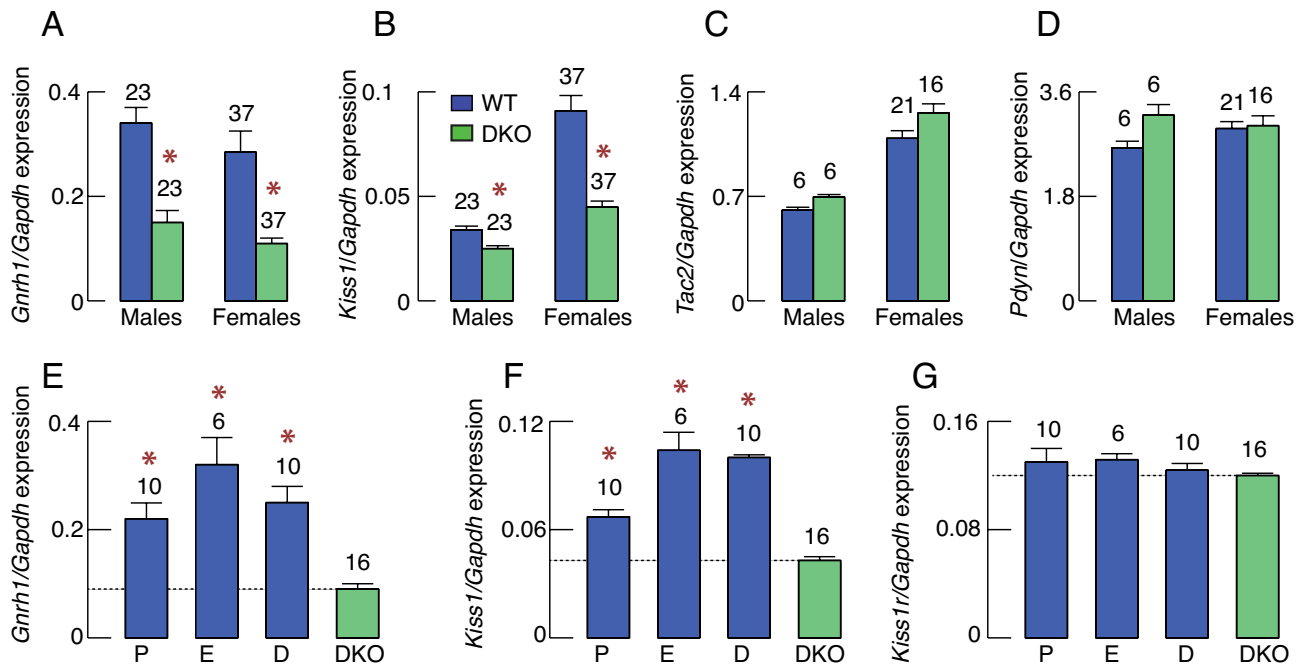 A
Gnrh1/Gapdh expression
0.4
0.2
0
23
*
23
37
*
37
Males
Females
B
Kiss1/Gapdh expression
0.1
0.05
0
WT
DKO
23
*
23
37
*
37
Males
Females
C
Tac2/Gapdh expression
1.4
0.7
0
6
6
21
16
Males
Females
D
Pdyn/Gapdh expression
3.6
1.8
0
6
6
21
16
Males
Females
E
Gnrh1/Gapdh expression
0.4
0.2
0
*
10
*
6
*
10
16
P
E
D
DKO
F
Kiss1/Gapdh expression
0.12
0.06
0
*
10
*
6
*
10
16
P
E
D
DKO
G
Kiss1r/Gapdh expression
0.16
0.08
0
10
6
10
16
P
E
D
DKO